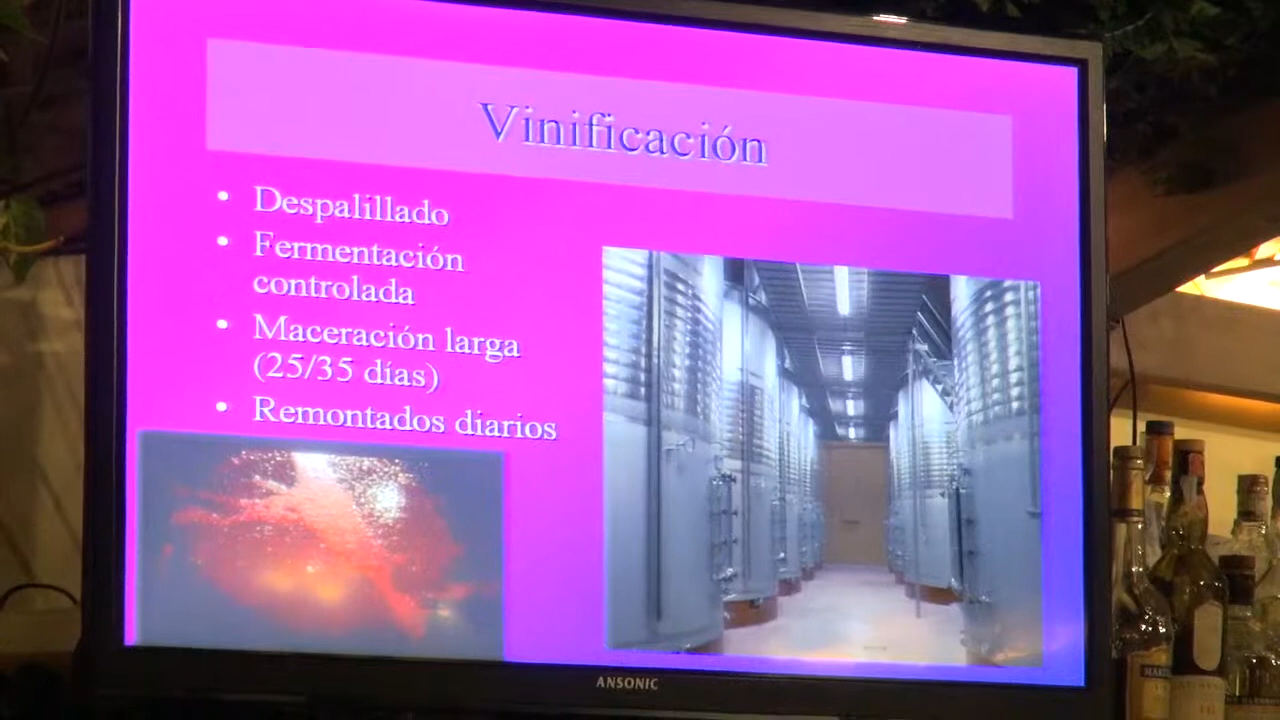 Vinificación
• Despalillado
• Fermentación
controlada
• Maceración larga
(25/35 días)
• Remontados diarios
ANSONIC